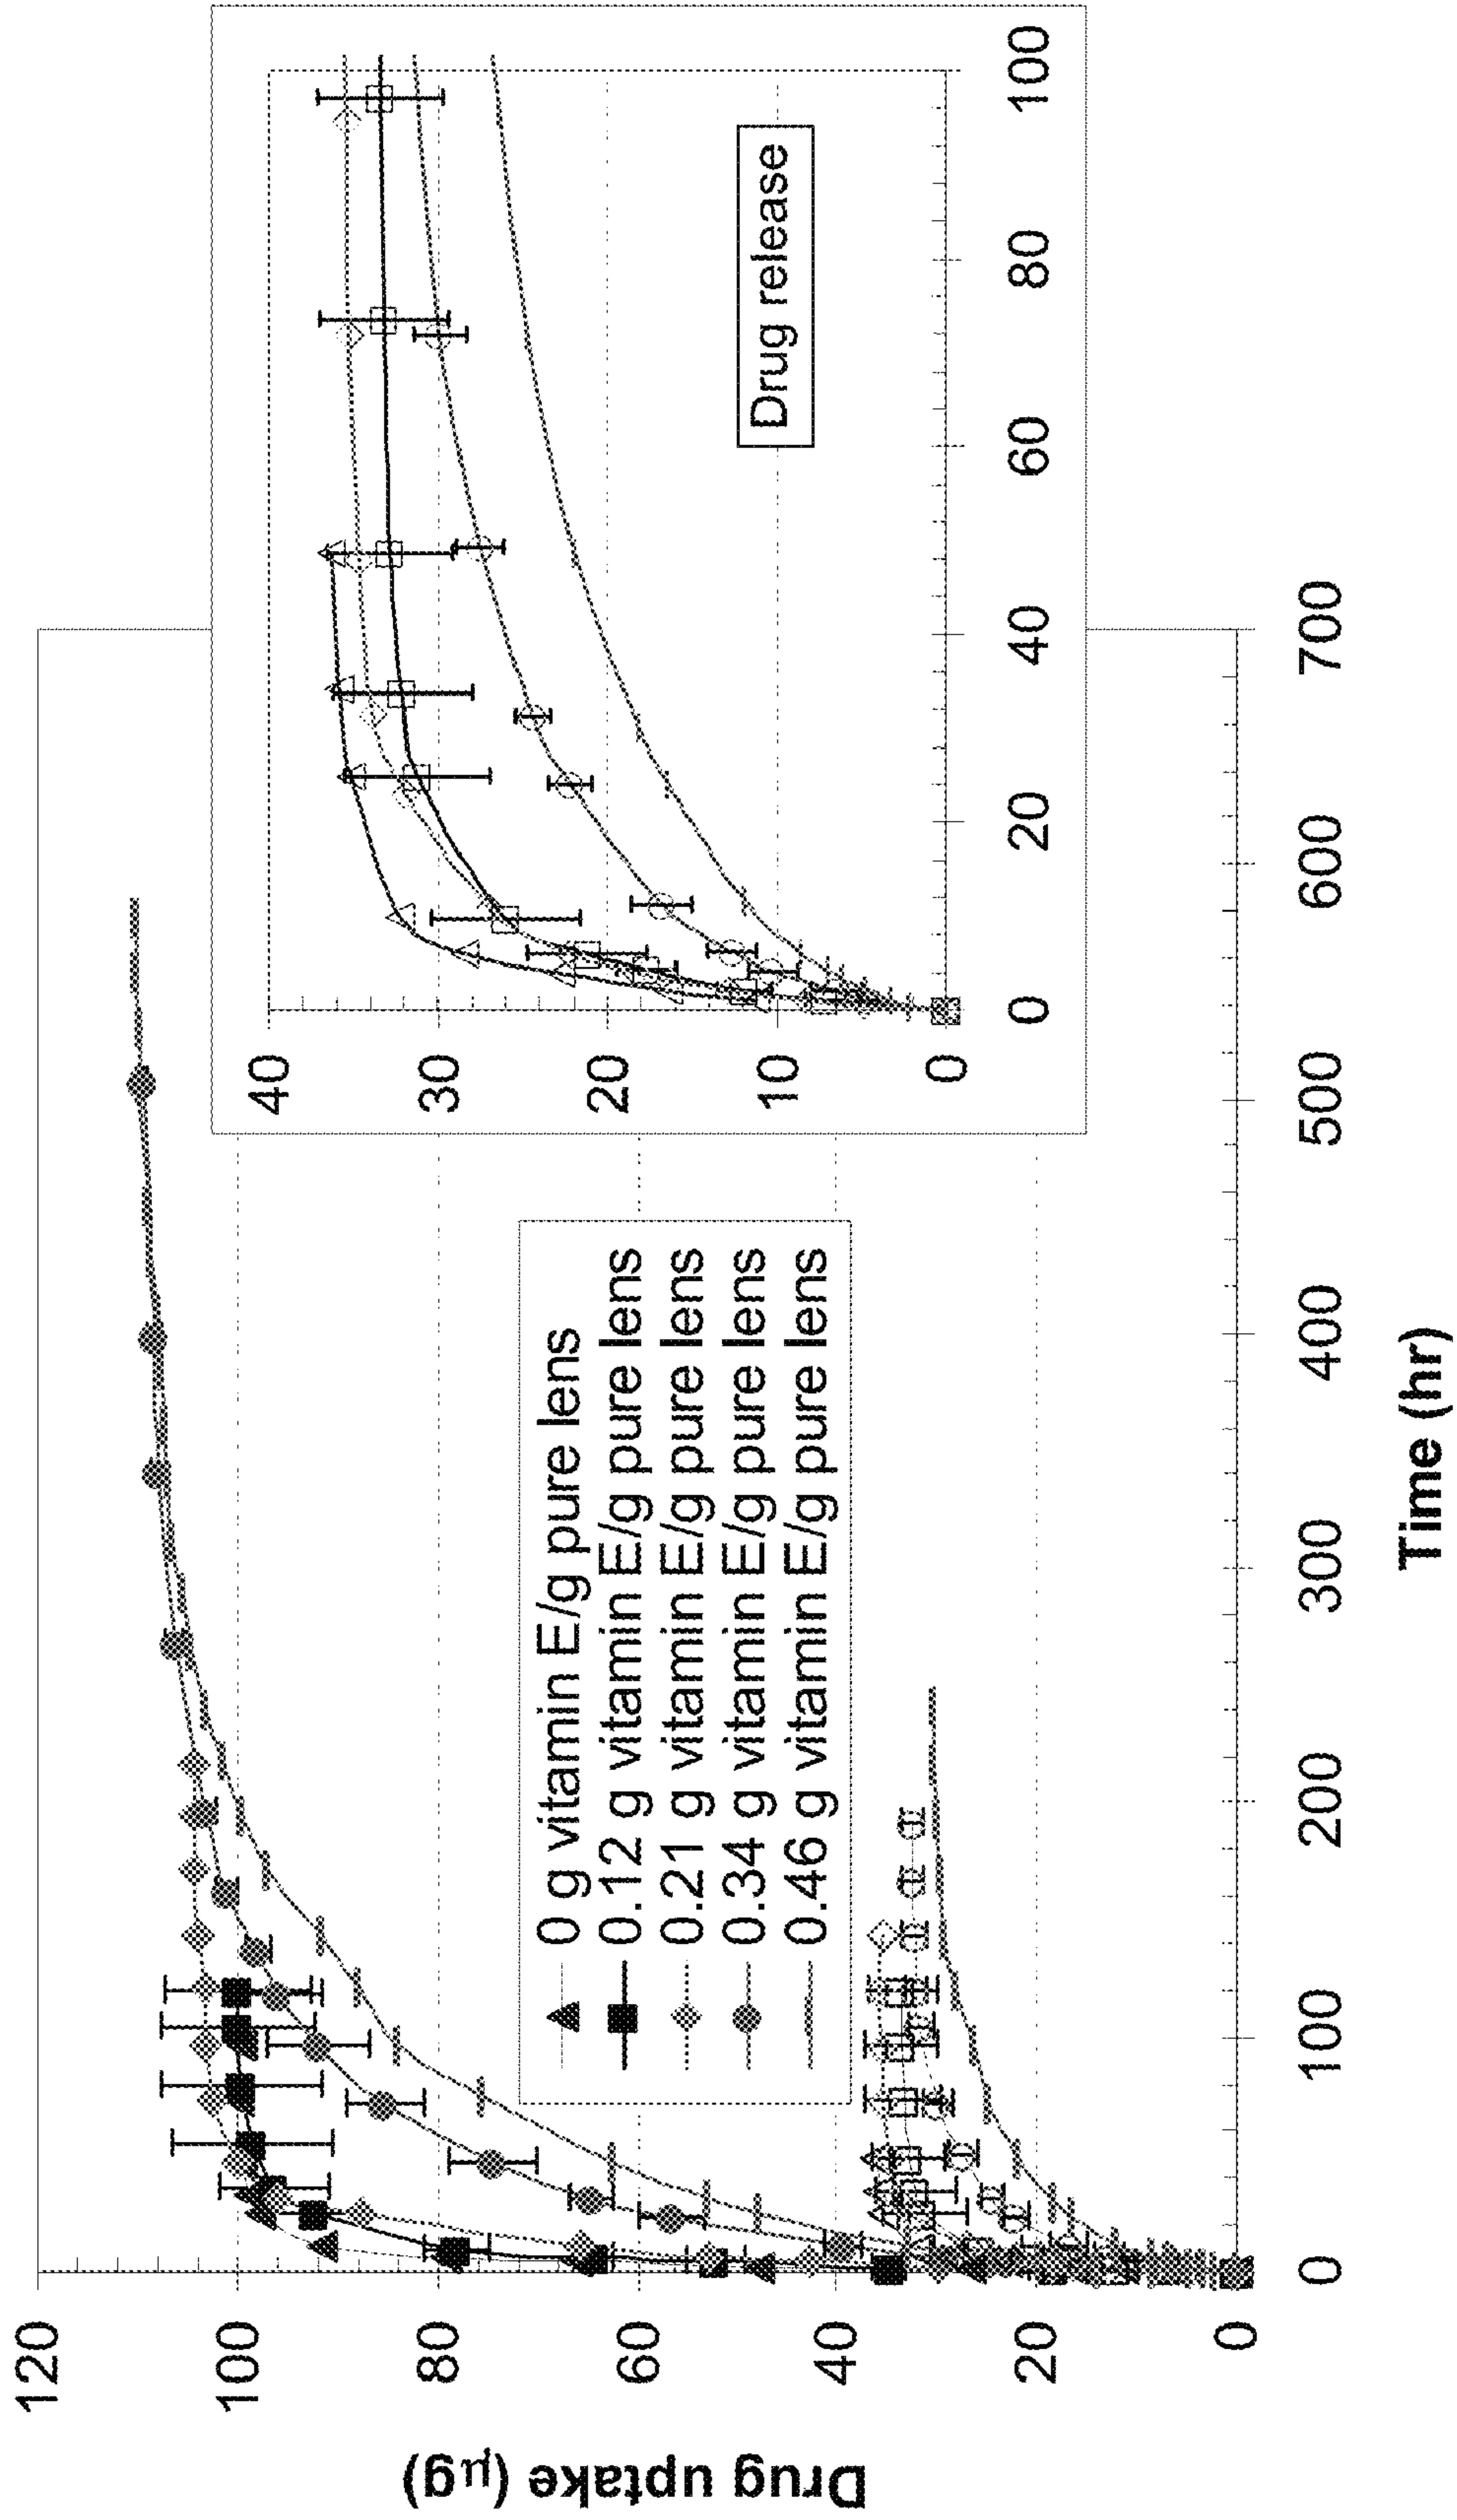 120
100
80
60
40
20
0
Drug uptake (μg)
0 g vitamin E/g pure lens
0.12 g vitamin E/g pure lens
0.21 g vitamin E/g pure lens
0.34 g vitamin E/g pure lens
0.46 g vitamin E/g pure lens
40
30
20
10
0
Drug release
0 20 40 60 80 100
0 100 200 300 400 500 600 700
Time (hr)